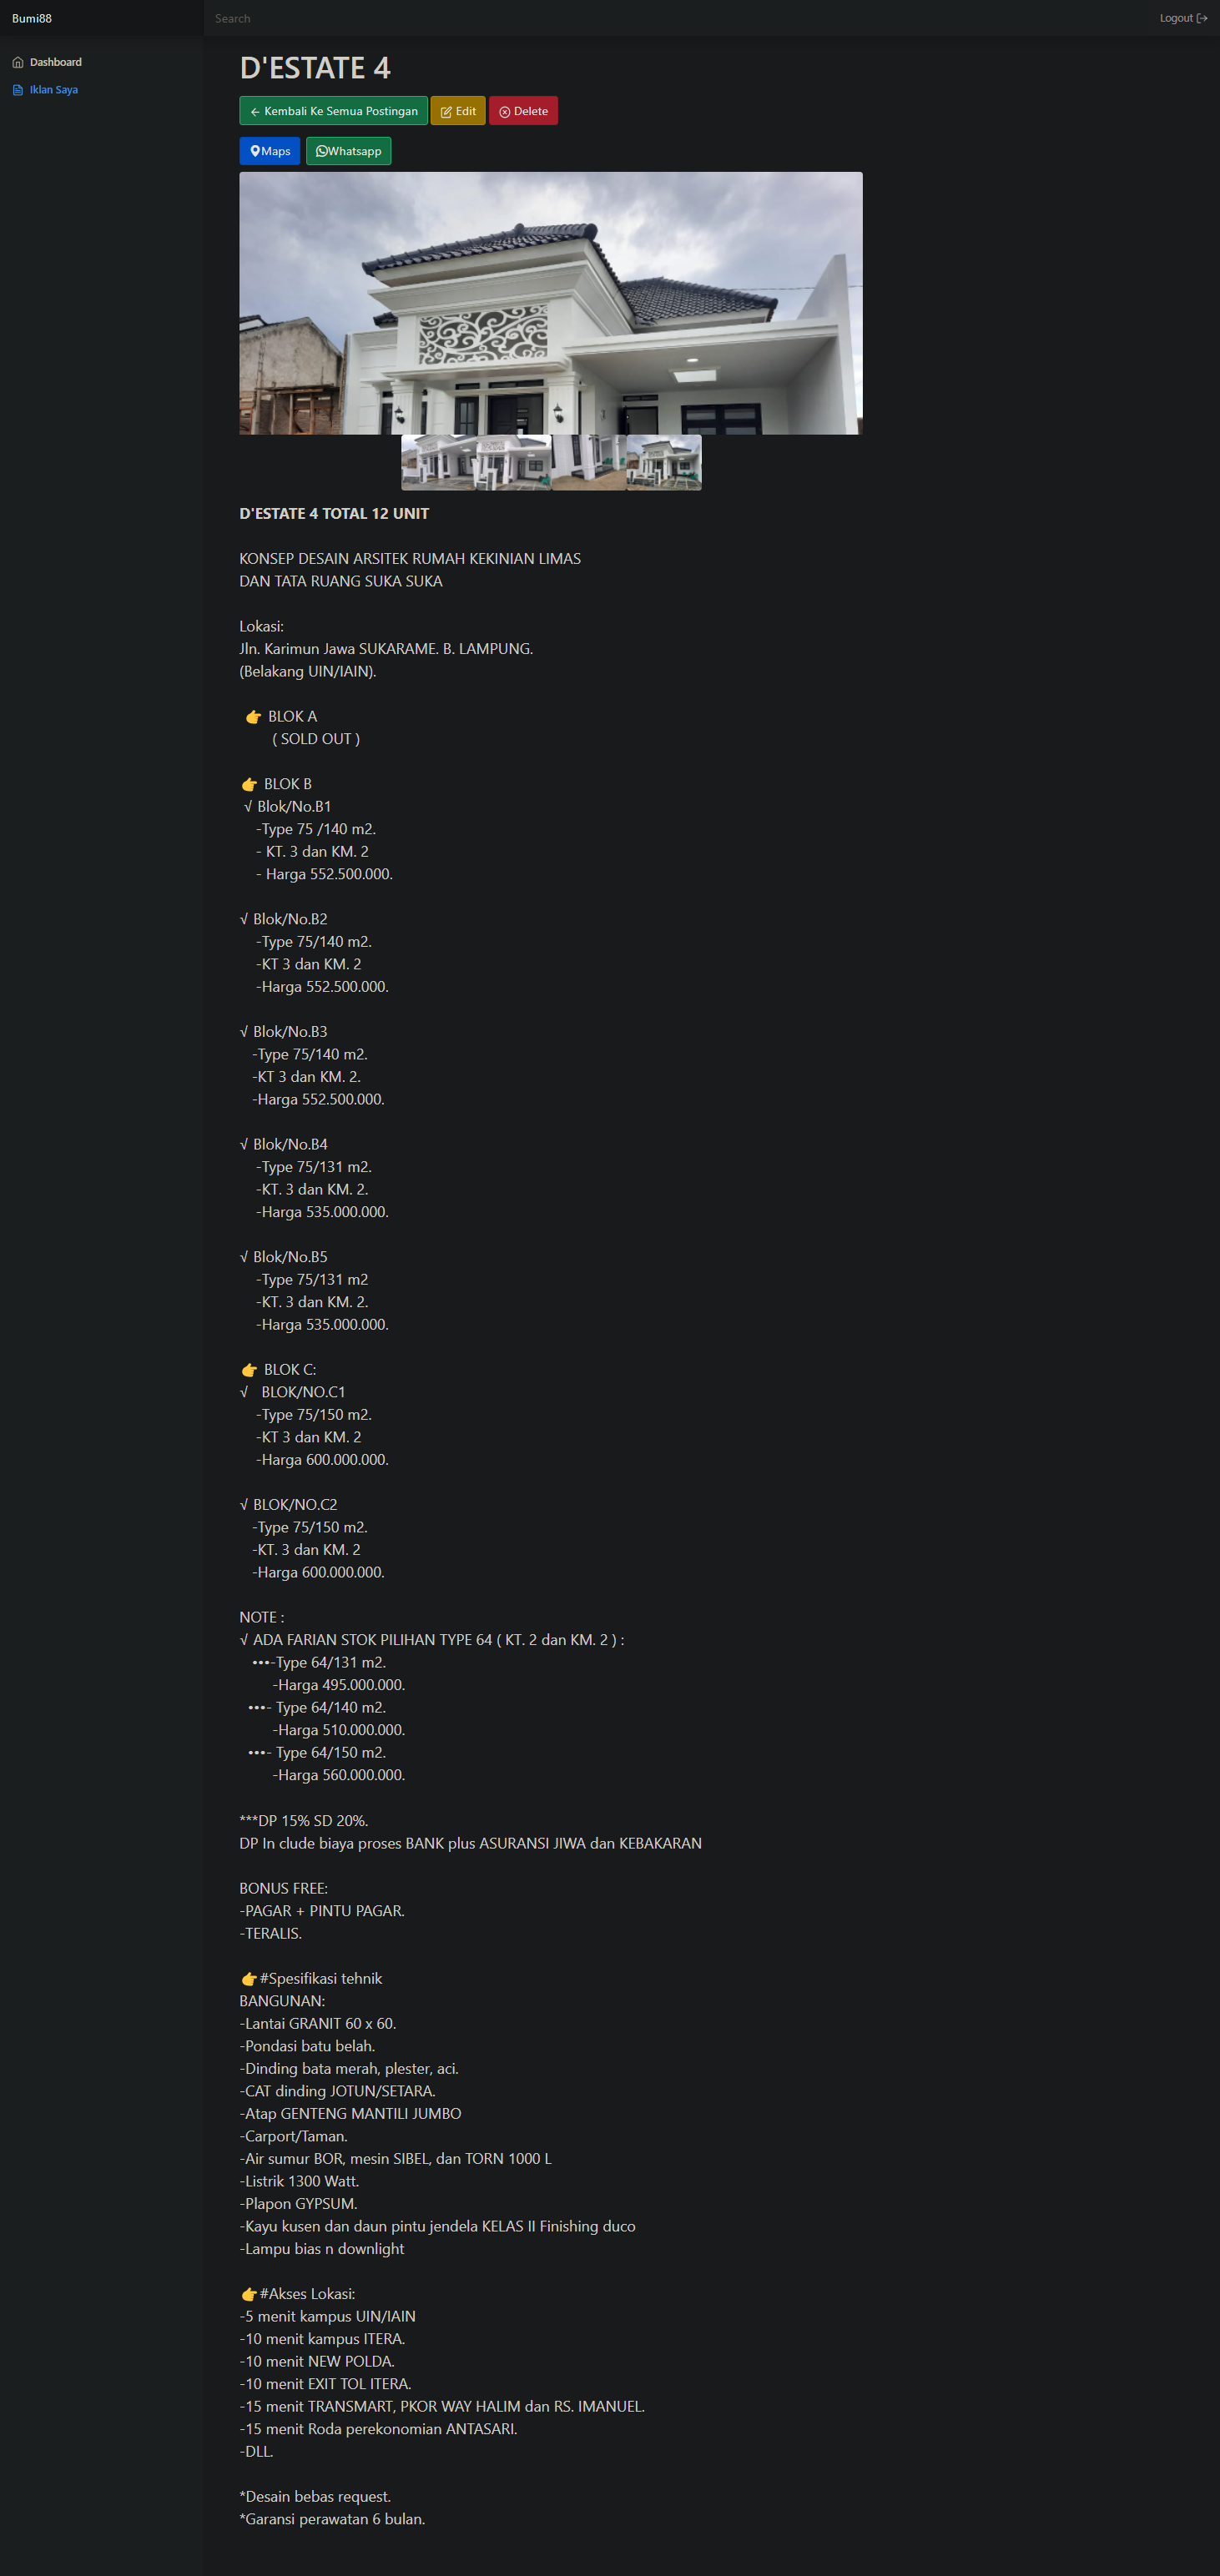 Bumi88
Search
Logout
Dashboard
Iklan Saya
D'ESTATE 4
Kembali Ke Semua Postingan
Edit
Delete
Maps
Whatsapp
D'ESTATE 4 TOTAL 12 UNIT
KONSEP DESAIN ARSITEK RUMAH KEKINIAN LIMAS
DAN TATA RUANG SUKA SUKA
Lokasi:
Jln. Karimun Jawa SUKARAME. B. LAMPUNG.
(Belakang UIN/IAIN).
👉 BLOK A
( SOLD OUT )
👉 BLOK B
√ Blok/No.B1
-Type 75 /140 m2.
- KT. 3 dan KM. 2
- Harga 552.500.000.
√ Blok/No.B2
-Type 75/140 m2.
-KT 3 dan KM. 2
-Harga 552.500.000.
√ Blok/No.B3
-Type 75/140 m2.
-KT 3 dan KM. 2.
-Harga 552.500.000.
√ Blok/No.B4
-Type 75/131 m2.
-KT. 3 dan KM. 2.
-Harga 535.000.000.
√ Blok/No.B5
-Type 75/131 m2
-KT. 3 dan KM. 2.
-Harga 535.000.000.
👉 BLOK C:
√ BLOK/NO.C1
-Type 75/150 m2.
-KT 3 dan KM. 2
-Harga 600.000.000.
√ BLOK/NO.C2
-Type 75/150 m2.
-KT. 3 dan KM. 2
-Harga 600.000.000.
NOTE :
√ ADA FARIAN STOK PILIHAN TYPE 64 ( KT. 2 dan KM. 2 ) :
•••-Type 64/131 m2.
-Harga 495.000.000.
•••- Type 64/140 m2.
-Harga 510.000.000.
•••- Type 64/150 m2.
-Harga 560.000.000.
***DP 15% SD 20%.
DP In clude biaya proses BANK plus ASURANSI JIWA dan KEBAKARAN
BONUS FREE:
-PAGAR + PINTU PAGAR.
-TERALIS.
👉#Spesifikasi tehnik
BANGUNAN:
-Lantai GRANIT 60 x 60.
-Pondasi batu belah.
-Dinding bata merah, plester, aci.
-CAT dinding JOTUN/SETARA.
-Atap GENTENG MANTILI JUMBO
-Carport/Taman.
-Air sumur BOR, mesin SIBEL, dan TORN 1000 L
-Listrik 1300 Watt.
-Plapon GYPSUM.
-Kayu kusen dan daun pintu jendela KELAS II Finishing duco
-Lampu bias n downlight
👉#Akses Lokasi:
-5 menit kampus UIN/IAIN
-10 menit kampus ITERA.
-10 menit NEW POLDA.
-10 menit EXIT TOL ITERA.
-15 menit TRANSMART, PKOR WAY HALIM dan RS. IMANUEL.
-15 menit Roda perekonomian ANTASARI.
-DLL.
*Desain bebas request.
*Garansi perawatan 6 bulan.